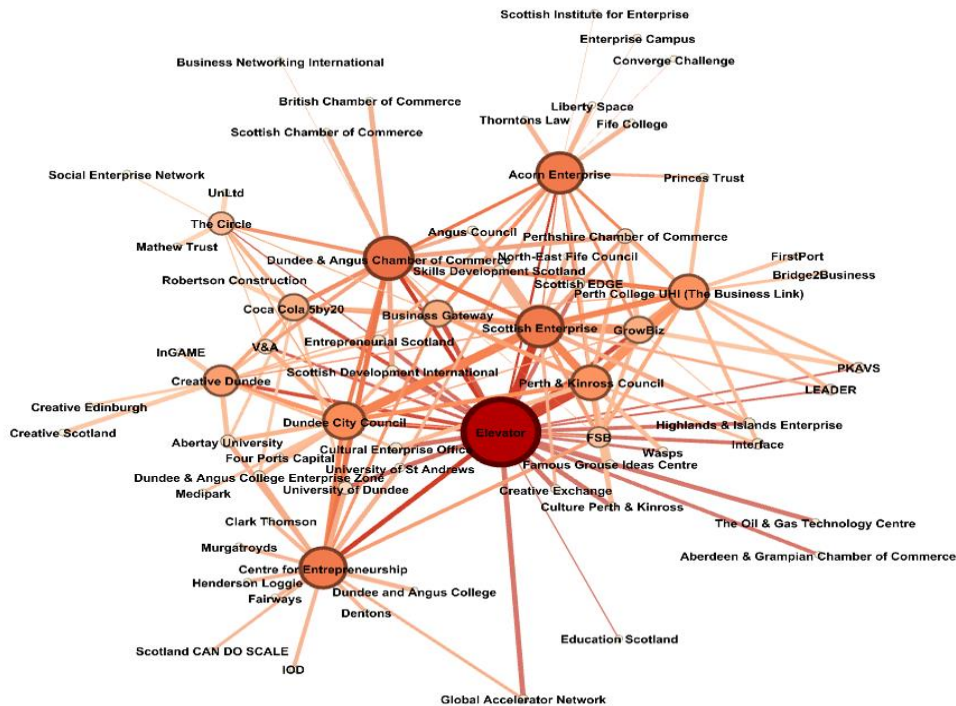 Scottish Institute for Enterprise
Enterprise Campus
Converge Challenge
Business Networking International
British Chamber of Commerce
Liberty Space
Thorntons Law
Fife College
Scottish Chamber of Commerce
Acorn Enterprise
Princes Trust
Social Enterprise Network
UnLtd
The Circle
Angus Council
Perthshire Chamber of Commerce
Mathew Trust
Dundee & Angus Chamber of Commerce
North-East Fife Council
FirstPort
Skills Development Scotland
Bridge2Business
Robertson Construction
Scottish EDGE
Perth College UHI (The Business Link)
Coca Cola 5by20
Business Gateway
Scottish Enterprise
GrowBiz
Entrepreneurial Scotland
V&A
InGAME
PKAVS
Scottish Development International
Creative Dundee
Perth & Kinross Council
LEADER
Creative Edinburgh
Dundee City Council
Highlands & Islands Enterprise
Creative Scotland
Elevator
FSB
Abertay University
Interface
Cultural Enterprise Office
Wasps
Four Ports Capital
Famous Grouse Ideas Centre
University of St Andrews
Dundee & Angus College Enterprise Zone
Medipark
University of Dundee
Creative Exchange
Culture Perth & Kinross
Clark Thomson
The Oil & Gas Technology Centre
Murgatroyds
Aberdeen & Grampian Chamber of Commerce
Centre for Entrepreneurship
Henderson Loggie
Dundee and Angus College
Fairways
Dentons
Education Scotland
Scotland CAN DO SCALE
IOD
Global Accelerator Network